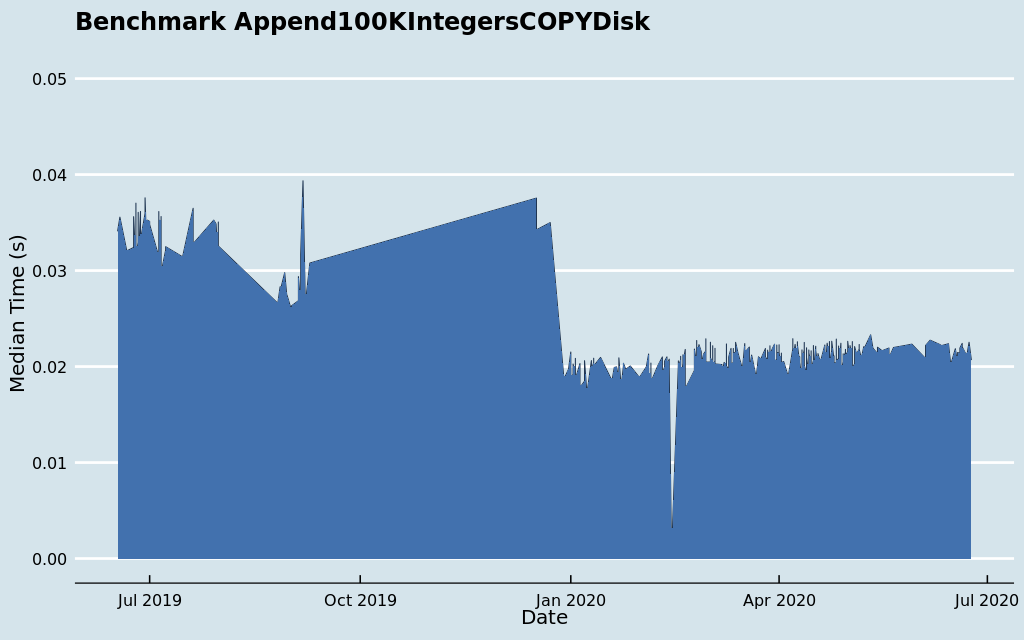 Benchmark Append100KIntegersCOPYDisk
Median Time (s)
0.05
0.04
0.03
0.02
0.01
0.00
Jul 2019 Oct 2019 Jan 2020 Apr 2020 Jul 2020
Date